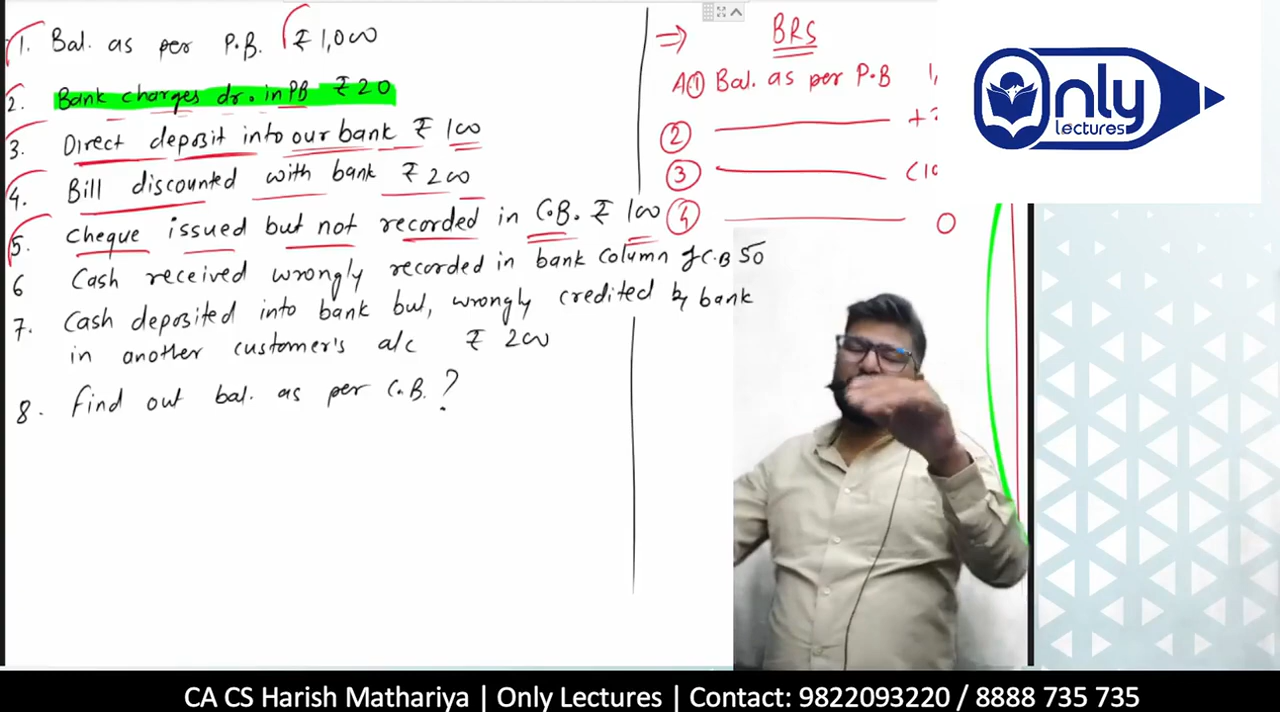 1. Bal. as per P.B. ₹ 1,000
2. Bank charges dr. in PB ₹ 20
3. Direct deposit into our bank ₹ 100
4. Bill discounted with bank ₹ 200
5. Cheque issued but not recorded in C.B. ₹ 100
6 Cash received wrongly recorded in bank column of C.B 50
7. Cash deposited into bank but, wrongly credited by bank
in another customer's a/c ₹ 200
8. Find out bal. as per C.B. ?
⇒ BRS
A① Bal. as per P.B 1,
②
③
④ 0
Only
lectures
CA CS Harish Mathariya | Only Lectures | Contact: 9822093220 / 8888 735 735